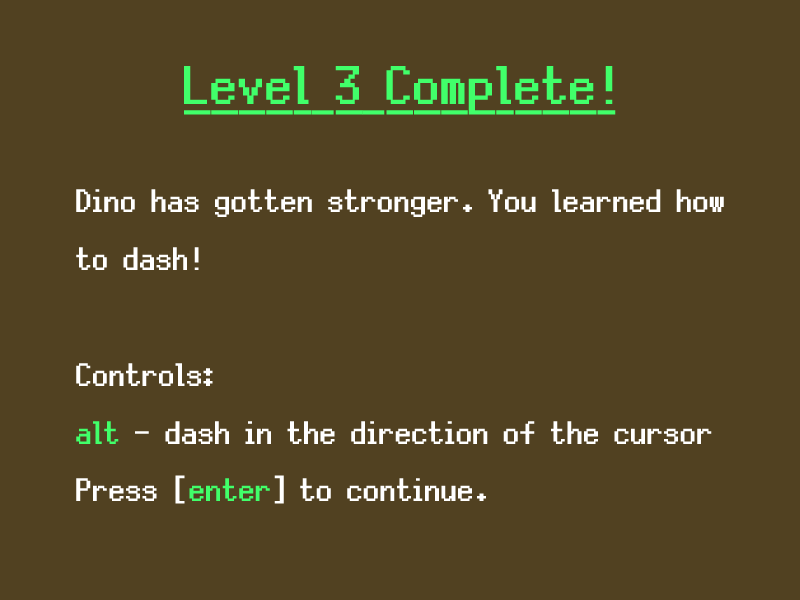 Level 3 Complete!
Dino has gotten stronger. You learned how
to dash!
Controls:
alt - dash in the direction of the cursor
Press [enter] to continue.